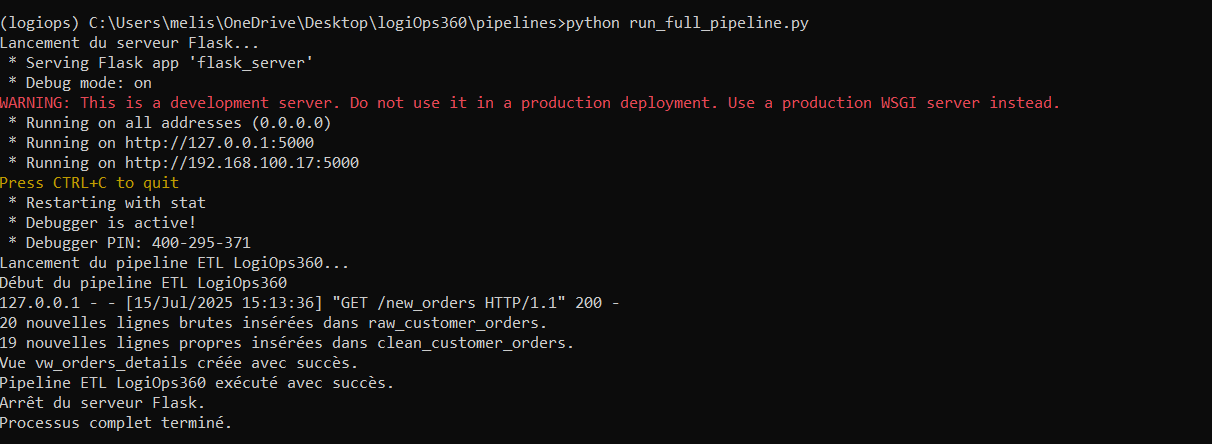 (logiops) C:\Users\melis\OneDrive\Desktop\logiOps360\pipelines>python run_full_pipeline.py
Lancement du serveur Flask...
 * Serving Flask app 'flask_server'
 * Debug mode: on
WARNING: This is a development server. Do not use it in a production deployment. Use a production WSGI server instead.
 * Running on all addresses (0.0.0.0)
 * Running on http://127.0.0.1:5000
 * Running on http://192.168.100.17:5000
Press CTRL+C to quit
 * Restarting with stat
 * Debugger is active!
 * Debugger PIN: 400-295-371
Lancement du pipeline ETL LogiOps360...
Début du pipeline ETL LogiOps360
127.0.0.1 - - [15/Jul/2025 15:13:36] "GET /new_orders HTTP/1.1" 200 -
20 nouvelles lignes brutes insérées dans raw_customer_orders.
19 nouvelles lignes propres insérées dans clean_customer_orders.
Vue vw_orders_details créée avec succès.
Pipeline ETL LogiOps360 exécuté avec succès.
Arrêt du serveur Flask.
Processus complet terminé.